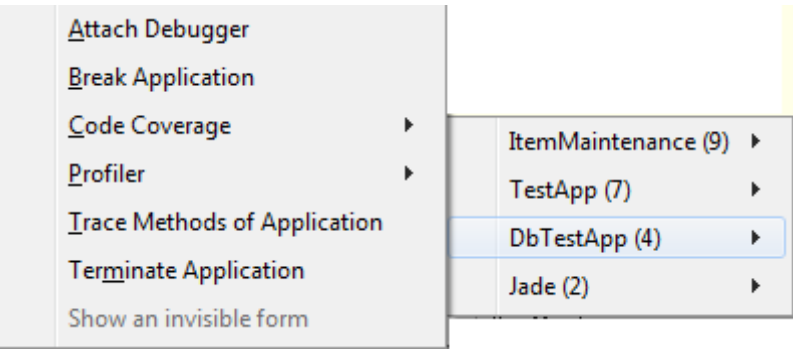 Attach Debugger
Break Application
Code Coverage
Profiler
Trace Methods of Application
Terminate Application
Show an invisible form
ItemMaintenance (9)
TestApp (7)
DbTestApp (4)
Jade (2)